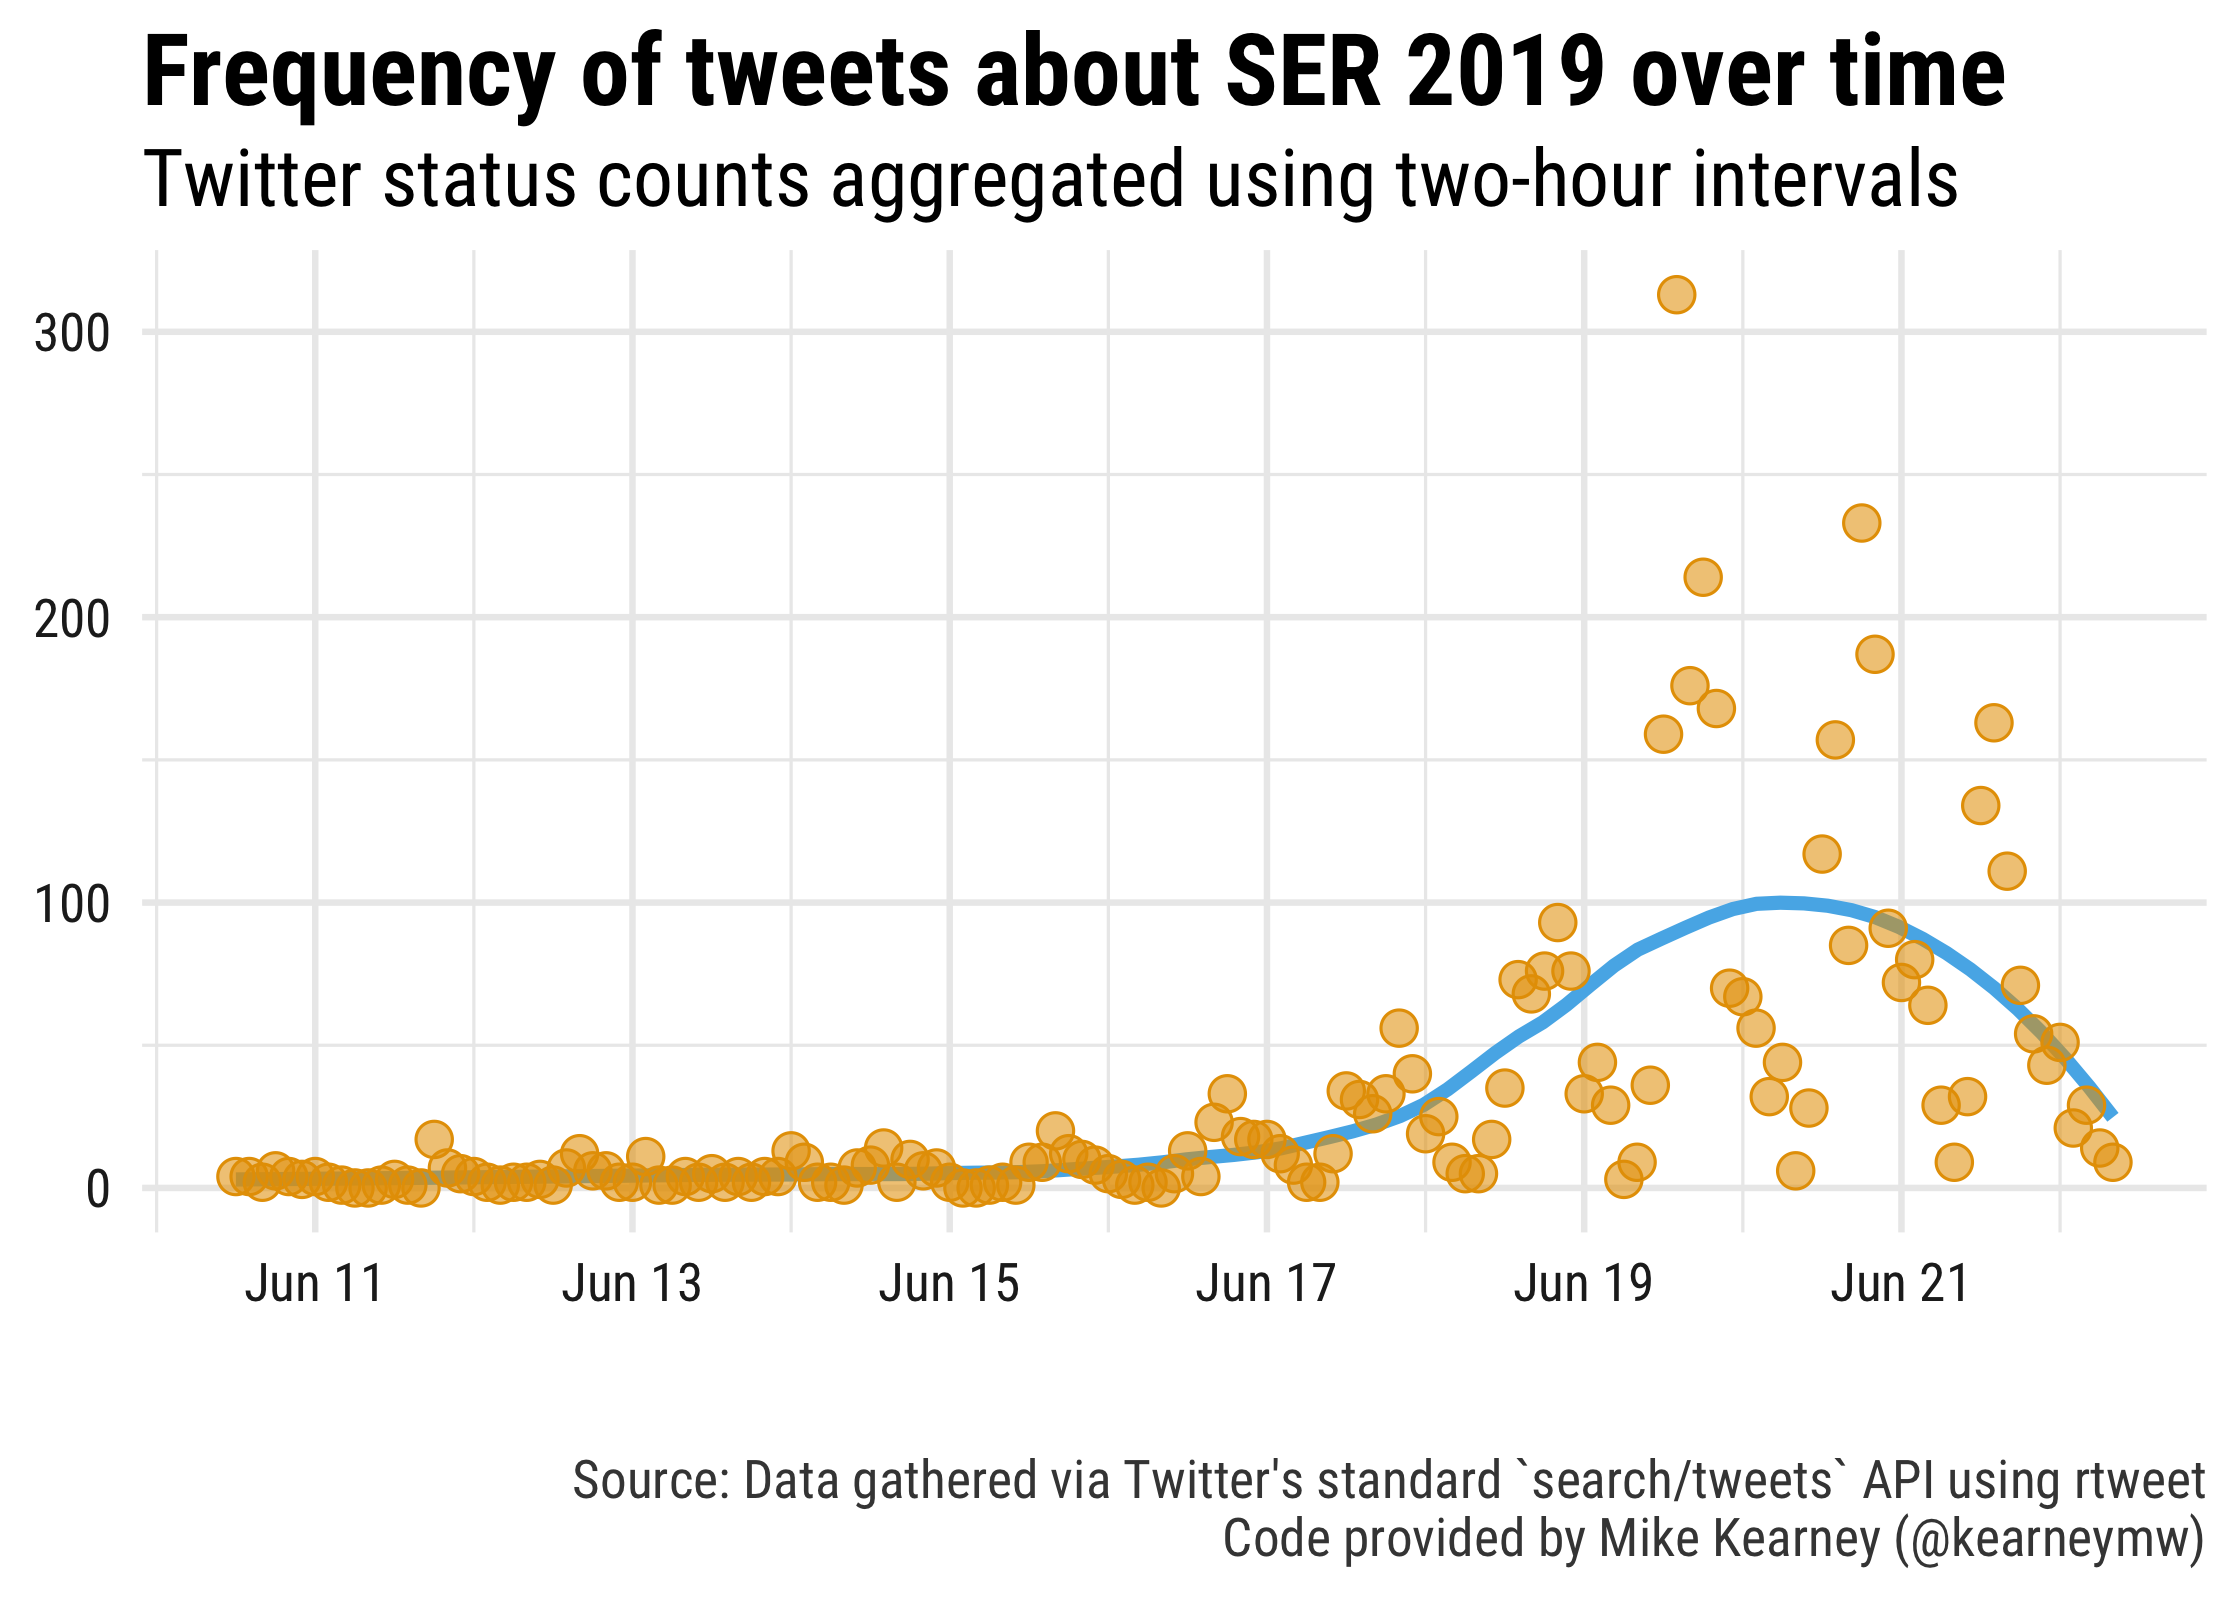 Frequency of tweets about SER 2019 over time
Twitter status counts aggregated using two-hour intervals
300
200
100
0
Jun 11 Jun 13 Jun 15 Jun 17 Jun 19 Jun 21
Source: Data gathered via Twitter's standard `search/tweets` API using rtweet
Code provided by Mike Kearney (@kearneymw)